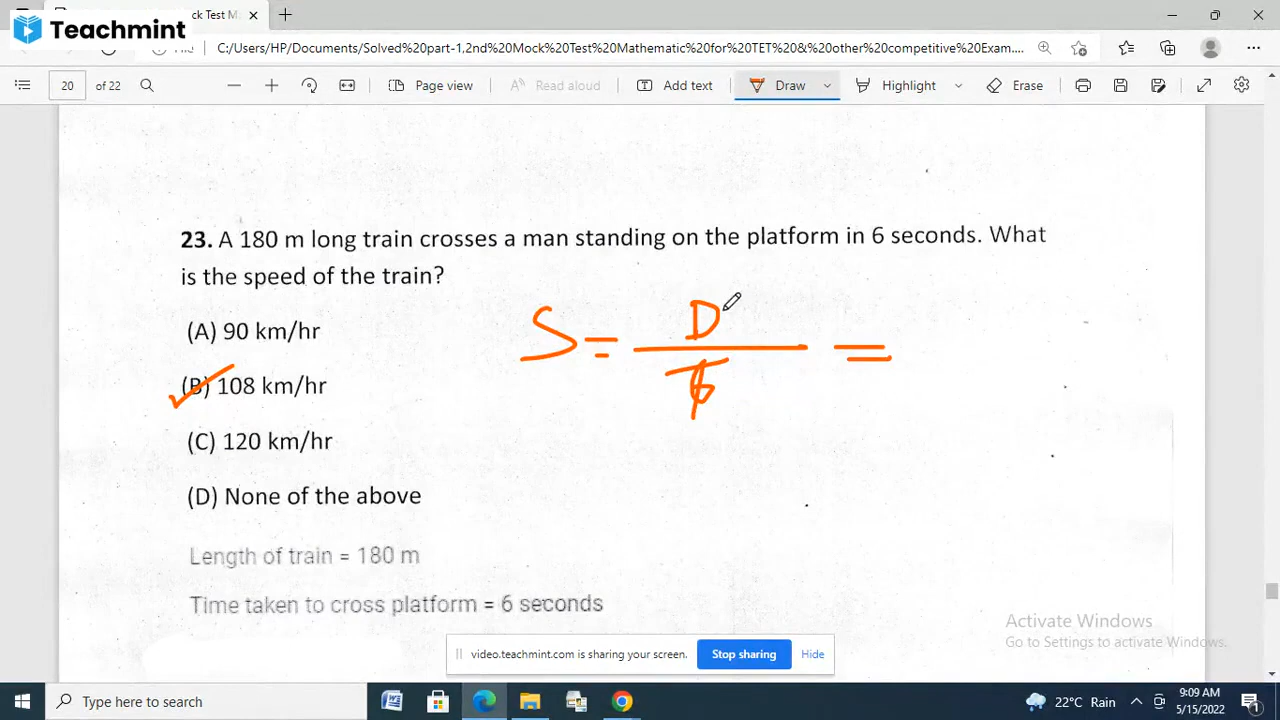 Teachmint
ck Test Ma
C:/Users/HP/Documents/Solved%20part-1,2nd%20Mock%20Test%20Mathematic%20for%20TET%20&%20other%20competitive%20Exam....
20 of 22 Page view Read aloud Add text Draw Highlight Erase
23. A 180 m long train crosses a man standing on the platform in 6 seconds. What
is the speed of the train?
S = D
=
(A) 90 km/hr
(B) 108 km/hr
(C) 120 km/hr
(D) None of the above
Length of train = 180 m
Time taken to cross platform = 6 seconds
Activate Windows
Go to Settings to activate Windows.
video.teachmint.com is sharing your screen. Stop sharing Hide
Type here to search
22°C Rain
9:09 AM
5/15/2022
1